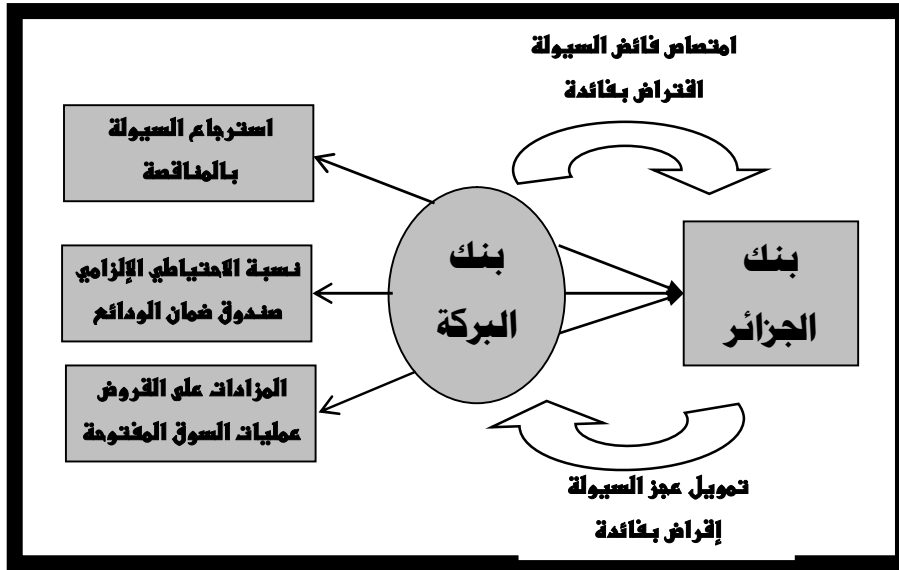 امتصاص فائض السيولة
اقتراض بفائدة
استرجاع السيولة
بالمناقصة
بنك
البركة
بنك
الجزائر
نسبة الاحتياطي الإلزامي
صندوق ضمان الودائع
المزادات على القروض
عمليات السوق المفتوحة
تمويل عجز السيولة
إقراض بفائدة